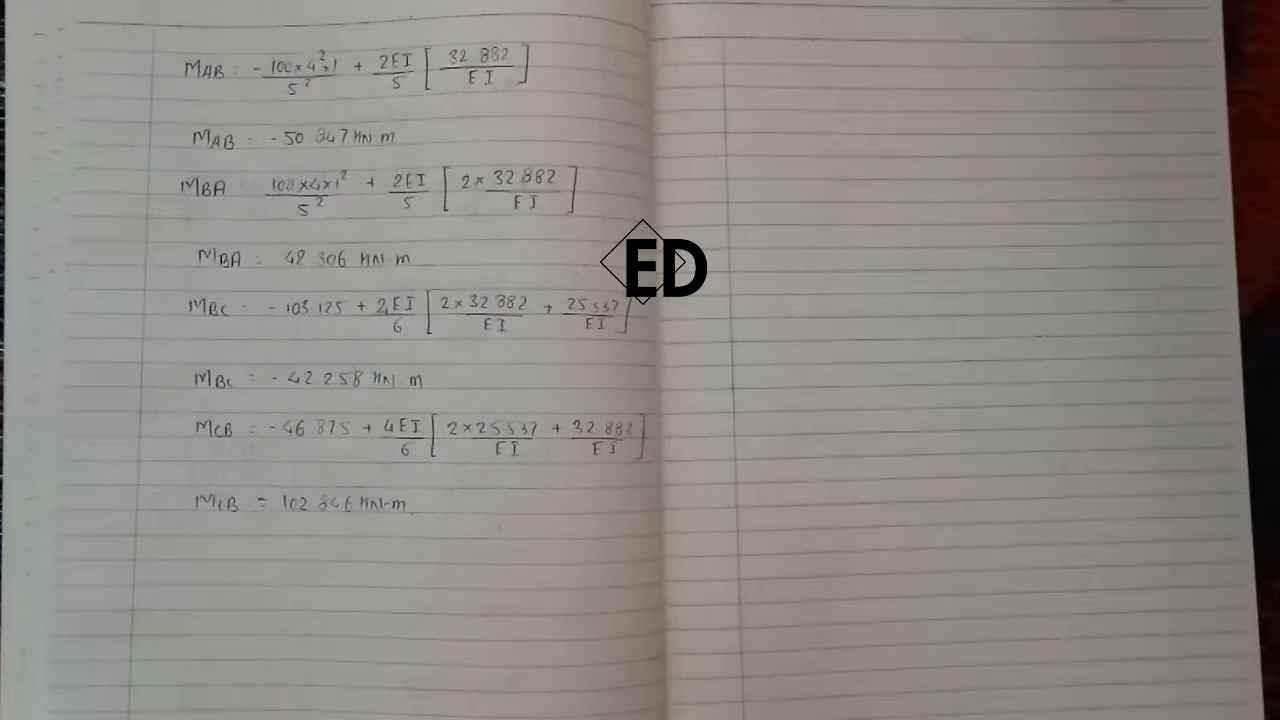 MAB = - 100×4²×1 / 5² + 2EI / 5 [ 32 882 / EI ]
MAB = - 50 847 KN·m
MBA 100×4×1² / 5² + 2EI / 5 [ 2 × 32 882 / EI ]
MBA = 42 306 KN·m
ED
MBC = - 103 125 + 2EI / 6 [ 2 × 32 882 / EI + 25 537 / EI ]
MBC = - 42 258 KN·m
MCB = - 46 875 + 4EI / 6 [ 2×25 537 / EI + 32 882 / EI ]
MCB = 102 846 KN·m